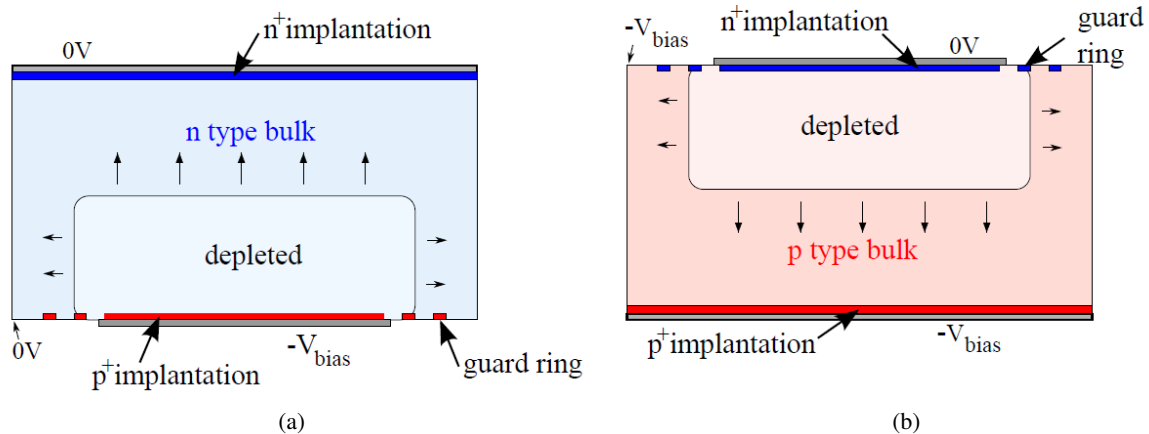 n+ implantation
0V
n type bulk
depleted
0V
-Vbias
p+ implantation
guard ring
(a)
-Vbias
n+ implantation
0V
guard
ring
depleted
p type bulk
p+ implantation
-Vbias
(b)